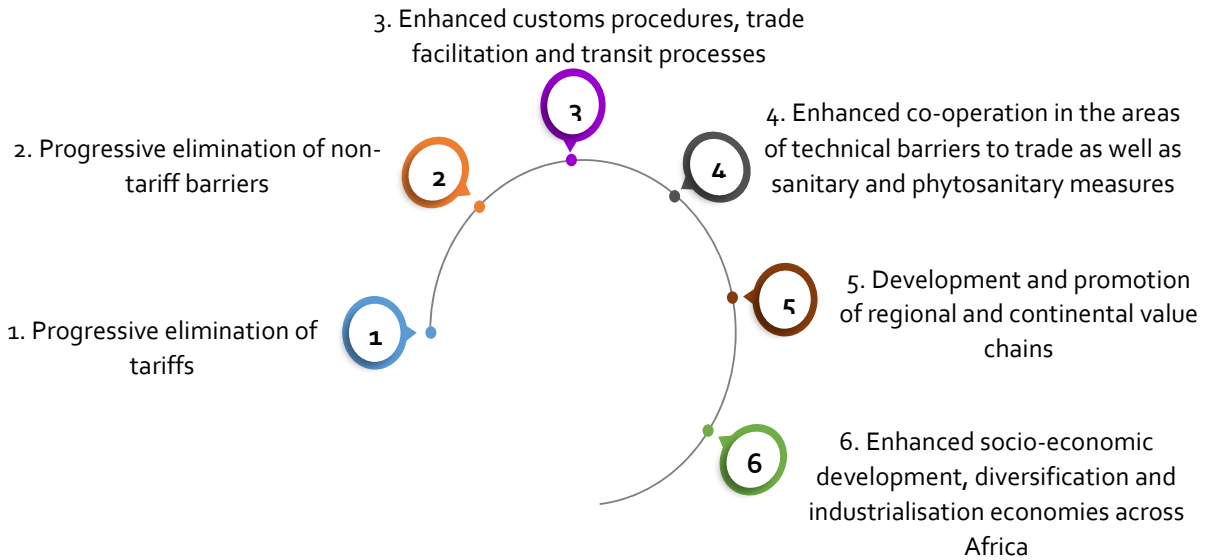 3. Enhanced customs procedures, trade
facilitation and transit processes
3
2. Progressive elimination of non-
tariff barriers
2
4. Enhanced co-operation in the areas
of technical barriers to trade as well as
sanitary and phytosanitary measures
4
1. Progressive elimination of
tariffs
1
5. Development and promotion
of regional and continental value
chains
5
6. Enhanced socio-economic
development, diversification and
industrialisation economies across
Africa
6